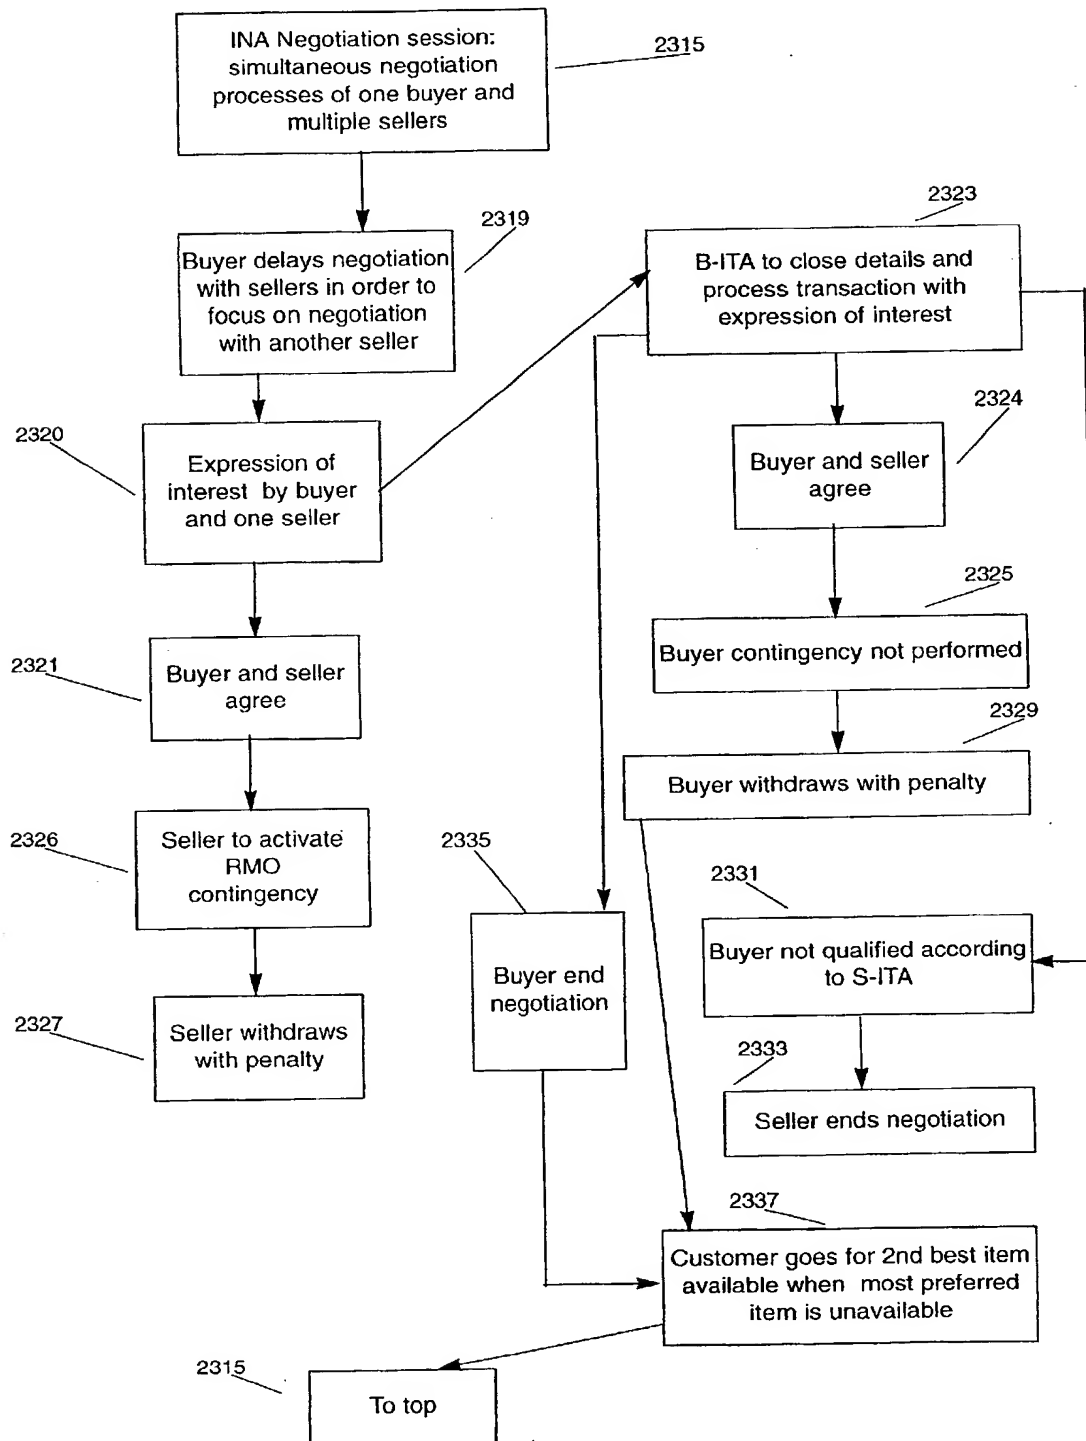 INA Negotiation session:
simultaneous negotiation
processes of one buyer and
multiple sellers
2315
2319
Buyer delays negotiation
with sellers in order to
focus on negotiation
with another seller
2323
B-ITA to close details and
process transaction with
expression of interest
2320
Expression of
interest by buyer
and one seller
2324
Buyer and seller
agree
2325
Buyer contingency not performed
2321
Buyer and seller
agree
2329
Buyer withdraws with penalty
2326
Seller to activate
RMO
contingency
2335
Buyer end
negotiation
2331
Buyer not qualified according
to S-ITA
2327
Seller withdraws
with penalty
2333
Seller ends negotiation
2337
Customer goes for 2nd best item
available when most preferred
item is unavailable
2315
To top